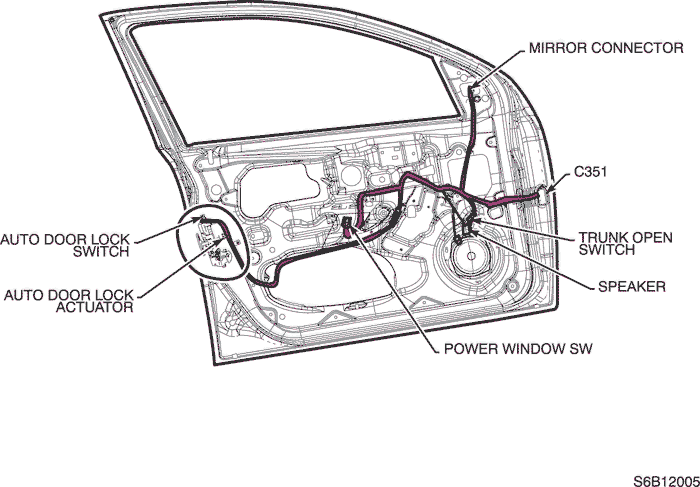 MIRROR CONNECTOR
C351
AUTO DOOR LOCK
SWITCH
TRUNK OPEN
SWITCH
SPEAKER
AUTO DOOR LOCK
ACTUATOR
POWER WINDOW SW
S6B12005